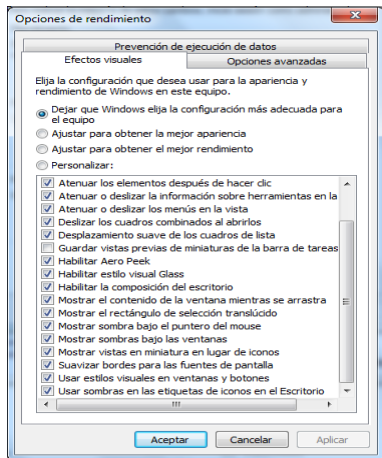 Opciones de rendimiento
Prevención de ejecución de datos
Efectos visuales
Opciones avanzadas
Elija la configuración que desea usar para la apariencia y
rendimiento de Windows en este equipo.
Dejar que Windows elija la configuración más adecuada para
el equipo
Ajustar para obtener la mejor apariencia
Ajustar para obtener el mejor rendimiento
Personalizar:
Atenuar los elementos después de hacer clic
Atenuar o deslizar la información sobre herramientas en la
Atenuar o deslizar los menús en la vista
Deslizar los cuadros combinados al abrirlos
Desplazamiento suave de los cuadros de lista
Guardar vistas previas de miniaturas de la barra de tareas
Habilitar Aero Peek
Habilitar estilo visual Glass
Habilitar la composición del escritorio
Mostrar el contenido de la ventana mientras se arrastra
Mostrar el rectángulo de selección translúcido
Mostrar sombra bajo el puntero del mouse
Mostrar sombras bajo las ventanas
Mostrar vistas en miniatura en lugar de iconos
Suavizar bordes para las fuentes de pantalla
Usar estilos visuales en ventanas y botones
Usar sombras en las etiquetas de iconos en el Escritorio
Aceptar
Cancelar
Aplicar